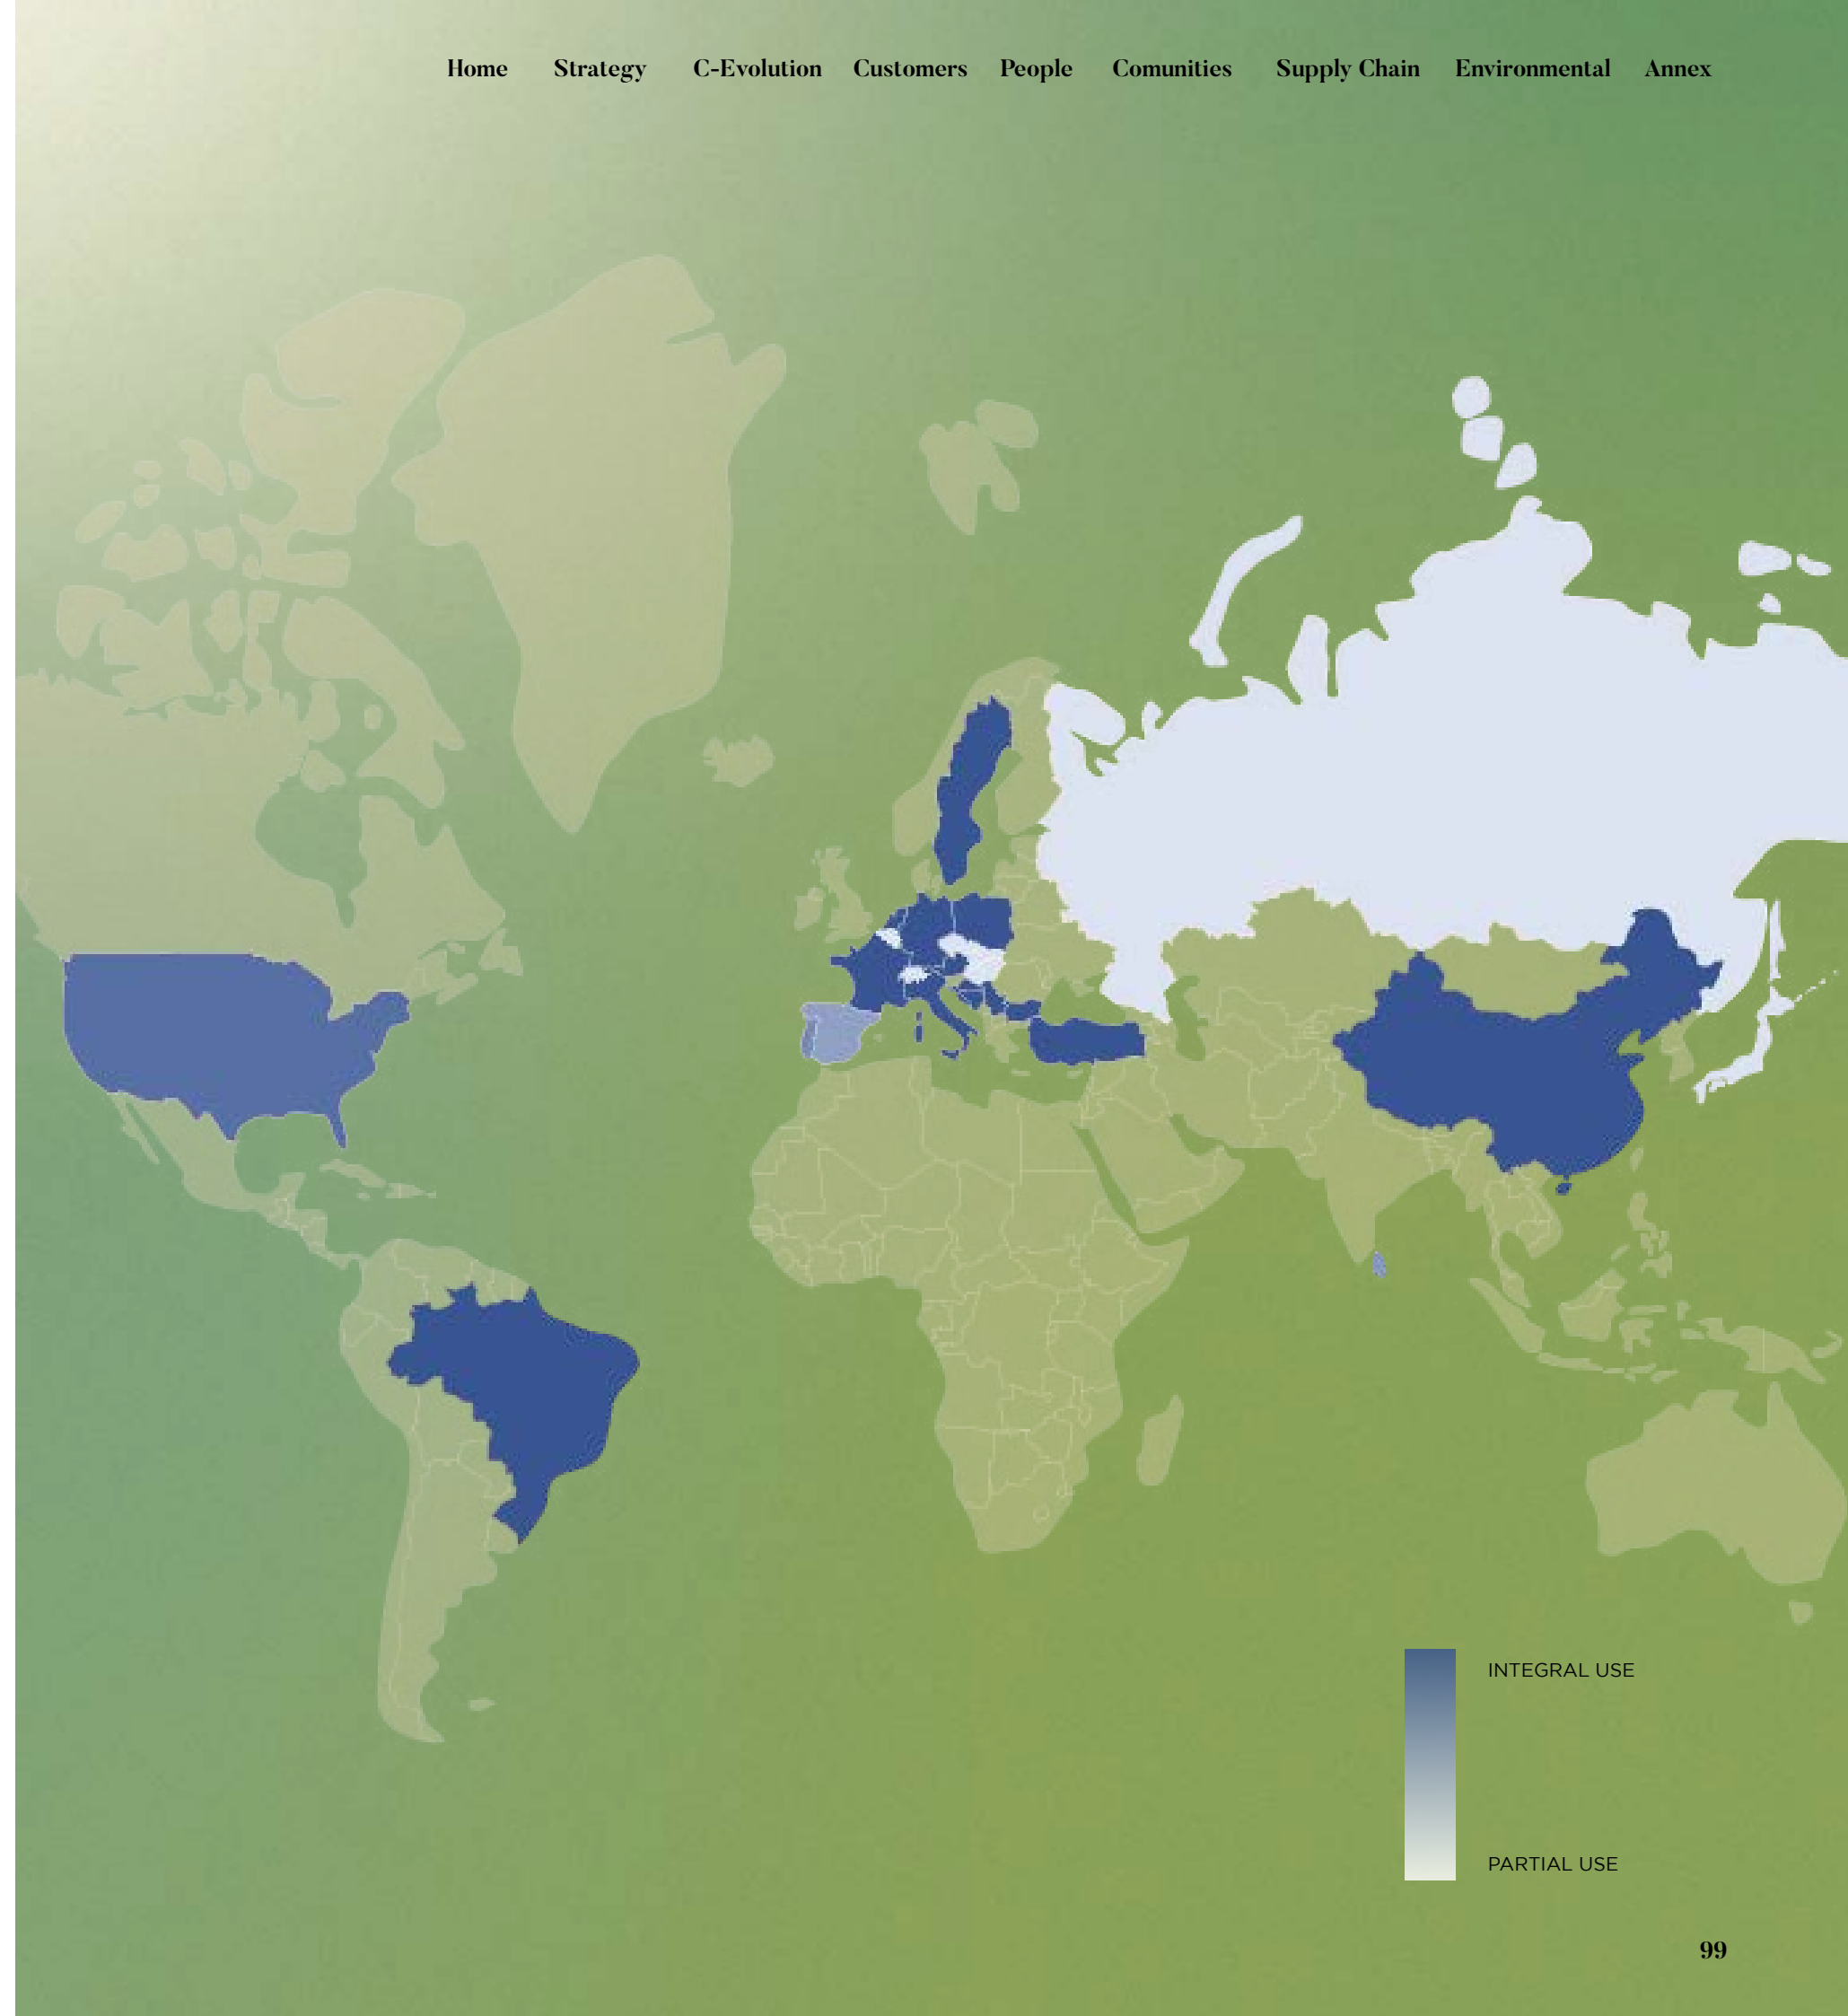 Home Strategy C-Evolution Customers People Comunities Supply Chain Environmental Annex
INTEGRAL USE
PARTIAL USE
99